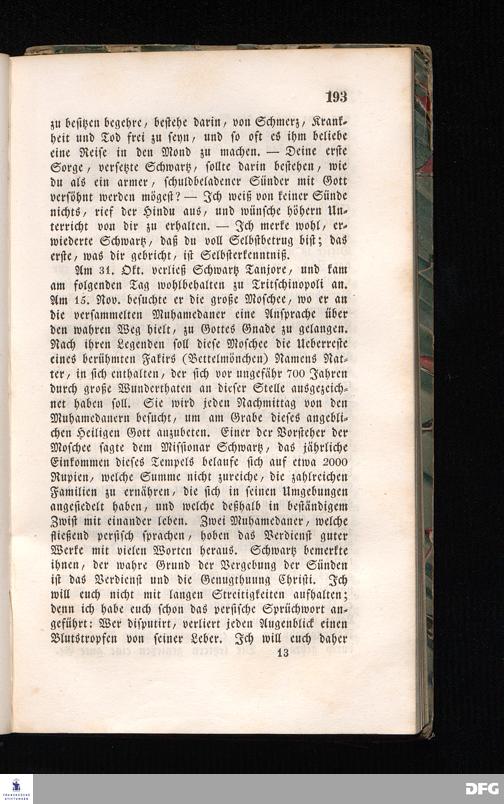 193
zu besitzen begehre, bestehe darin, von Schmerz, Krank-
heit und Tod frei zu seyn, und so oft es ihm beliebe
eine Reise in den Mond zu machen. — Deine erste
Sorge, versetzte Schwartz, sollte darin bestehen, wie
du als ein armer, schuldbeladener Sünder mit Gott
versöhnt werden mögest? — Ich weiß von keiner Sünde
nichts, rief der Hindu aus, und wünsche höhern Un-
terricht von dir zu erhalten. — Ich merke wohl, er-
wiederte Schwartz, daß du voll Selbstbetrug bist; das
erste, was dir gebricht, ist Selbsterkenntniß.
Am 31. Okt. verließ Schwartz Tanjore, und kam
am folgenden Tag wohlbehalten zu Tritschinopoli an.
Am 15. Nov. besuchte er die große Moschee, wo er an
die versammelten Muhamedaner eine Ansprache über
den wahren Weg hielt, zu Gottes Gnade zu gelangen.
Nach ihren Legenden soll diese Moschee die Ueberreste
eines berühmten Fakirs (Bettelmönchen) Namens Nat-
ter, in sich enthalten, der sich vor ungefähr 700 Jahren
durch große Wunderthaten an dieser Stelle ausgezeich-
net haben soll. Sie wird jeden Nachmittag von den
Muhamedanern besucht, um am Grabe dieses angebli-
chen Heiligen Gott anzubeten. Einer der Vorsteher der
Moschee sagte dem Missionar Schwartz, das jährliche
Einkommen dieses Tempels belaufe sich auf etwa 2000
Rupien, welche Summe nicht zureiche, die zahlreichen
Familien zu ernähren, die sich in seinen Umgebungen
angesiedelt haben, und welche deßhalb in beständigem
Zwist mit einander leben. Zwei Muhamedaner, welche
fließend persisch sprachen, hoben das Verdienst guter
Werke mit vielen Worten heraus. Schwartz bemerkte
ihnen, der wahre Grund der Vergebung der Sünden
ist das Verdienst und die Genugthuung Christi. Ich
will euch nicht mit langen Streitigkeiten aufhalten;
denn ich habe euch schon das persische Sprüchwort an-
geführt: Wer disputirt, verliert jeden Augenblick einen
Blutstropfen von seiner Leber. Ich will euch daher
13
FRANCKESCHE
STIFTUNGEN
DFG